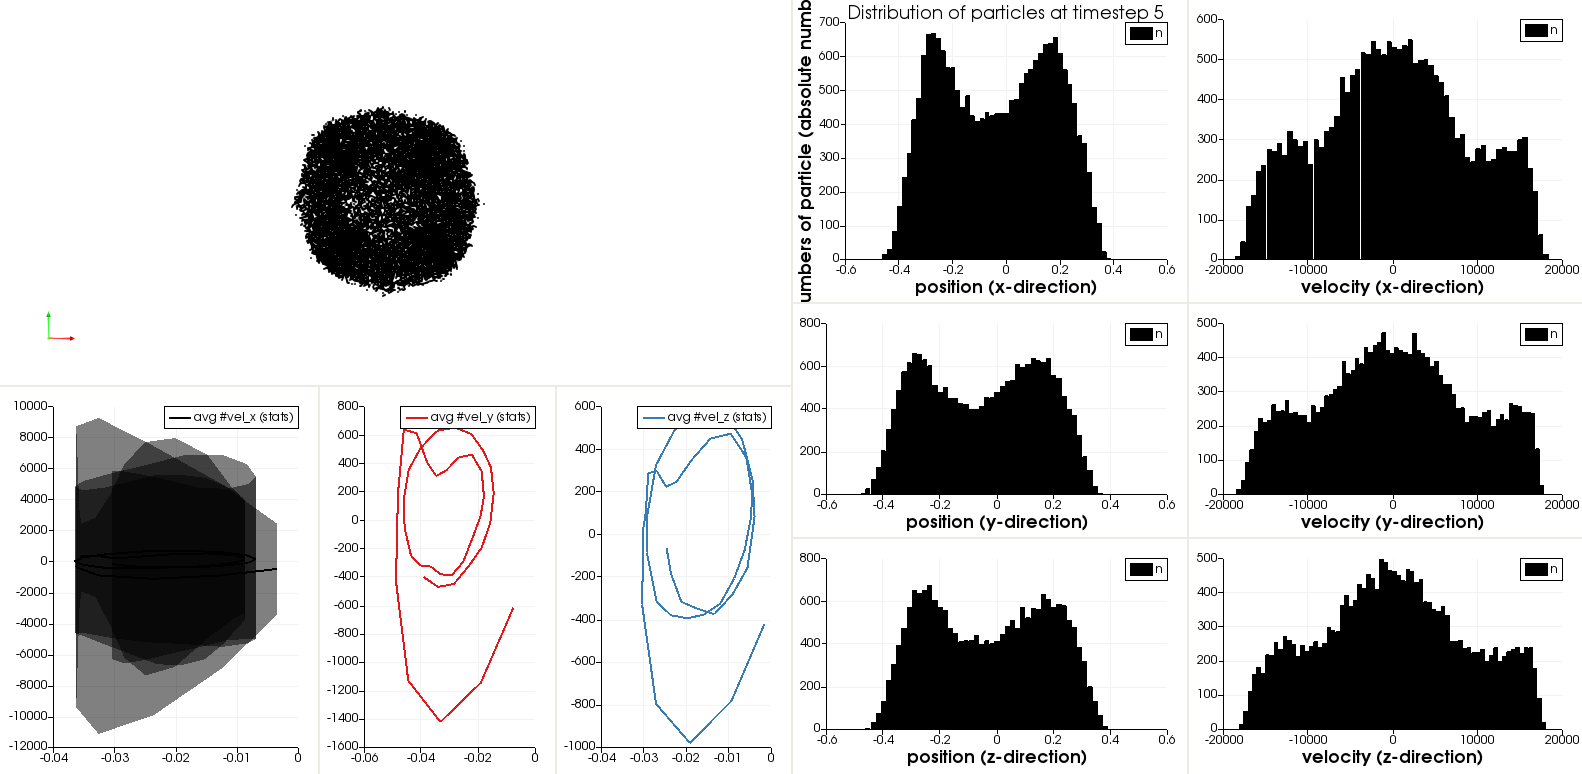 Distribution of particles at timestep 5
umbers of particle (absolute numb
700
600
500
400
300
200
100
0
-0.6 -0.4 -0.2 0 0.2 0.4 0.6
position (x-direction)
n
600
500
400
300
200
100
0
-20000 -10000 0 10000 20000
velocity (x-direction)
n
800
600
400
200
0
-0.6 -0.4 -0.2 0 0.2 0.4 0.6
position (y-direction)
n
500
400
300
200
100
0
-20000 -10000 0 10000 20000
velocity (y-direction)
n
10000
8000
6000
4000
2000
0
-2000
-4000
-6000
-8000
-10000
-12000
-0.04 -0.03 -0.02 -0.01 0
avg #vel_x (stats)
800
600
400
200
0
-200
-400
-600
-800
-1000
-1200
-1400
-1600
-0.06 -0.04 -0.02 0
avg #vel_y (stats)
600
400
200
0
-200
-400
-600
-800
-1000
-0.04 -0.03 -0.02 -0.01 0
avg #vel_z (stats)
800
600
400
200
0
-0.6 -0.4 -0.2 0 0.2 0.4 0.6
position (z-direction)
n
500
400
300
200
100
0
-20000 -10000 0 10000 20000
velocity (z-direction)
n